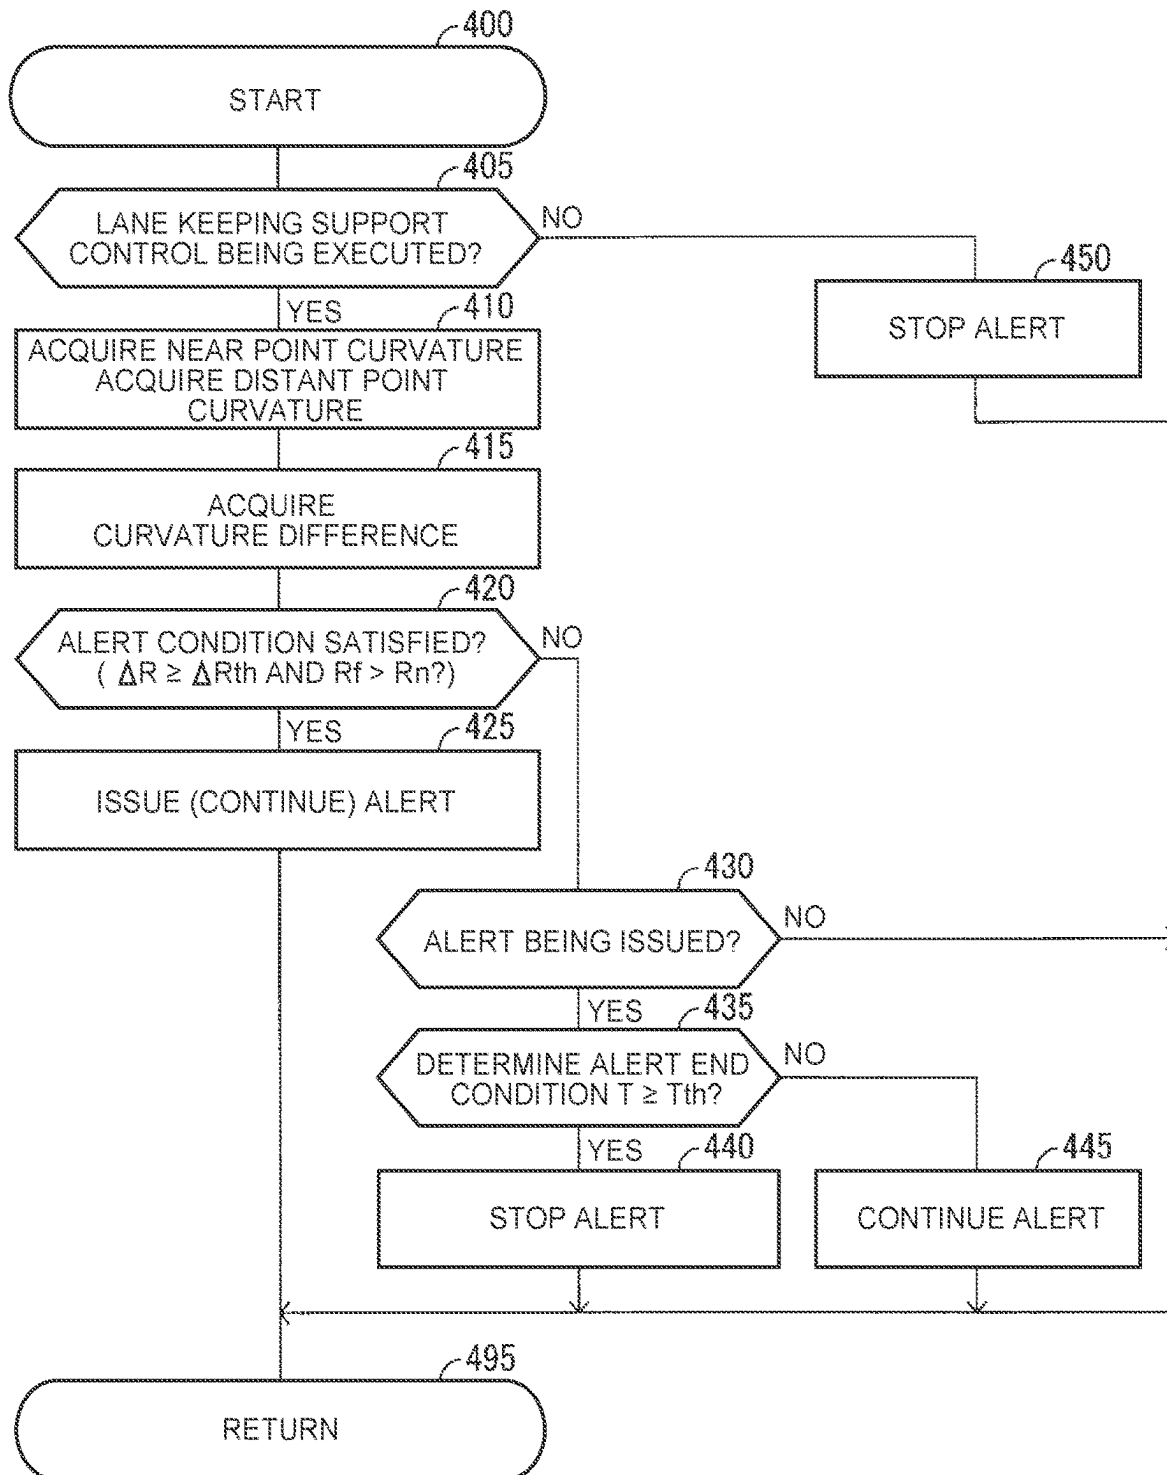 400
START
405
LANE KEEPING SUPPORT
CONTROL BEING EXECUTED?
NO
450
STOP ALERT
YES
410
ACQUIRE NEAR POINT CURVATURE
ACQUIRE DISTANT POINT
CURVATURE
415
ACQUIRE
CURVATURE DIFFERENCE
420
ALERT CONDITION SATISFIED?
( ΔR ≥ ΔRth AND Rf > Rn?)
NO
YES
425
ISSUE (CONTINUE) ALERT
430
ALERT BEING ISSUED?
NO
YES
435
DETERMINE ALERT END
CONDITION T ≥ Tth?
NO
YES
440
STOP ALERT
445
CONTINUE ALERT
495
RETURN